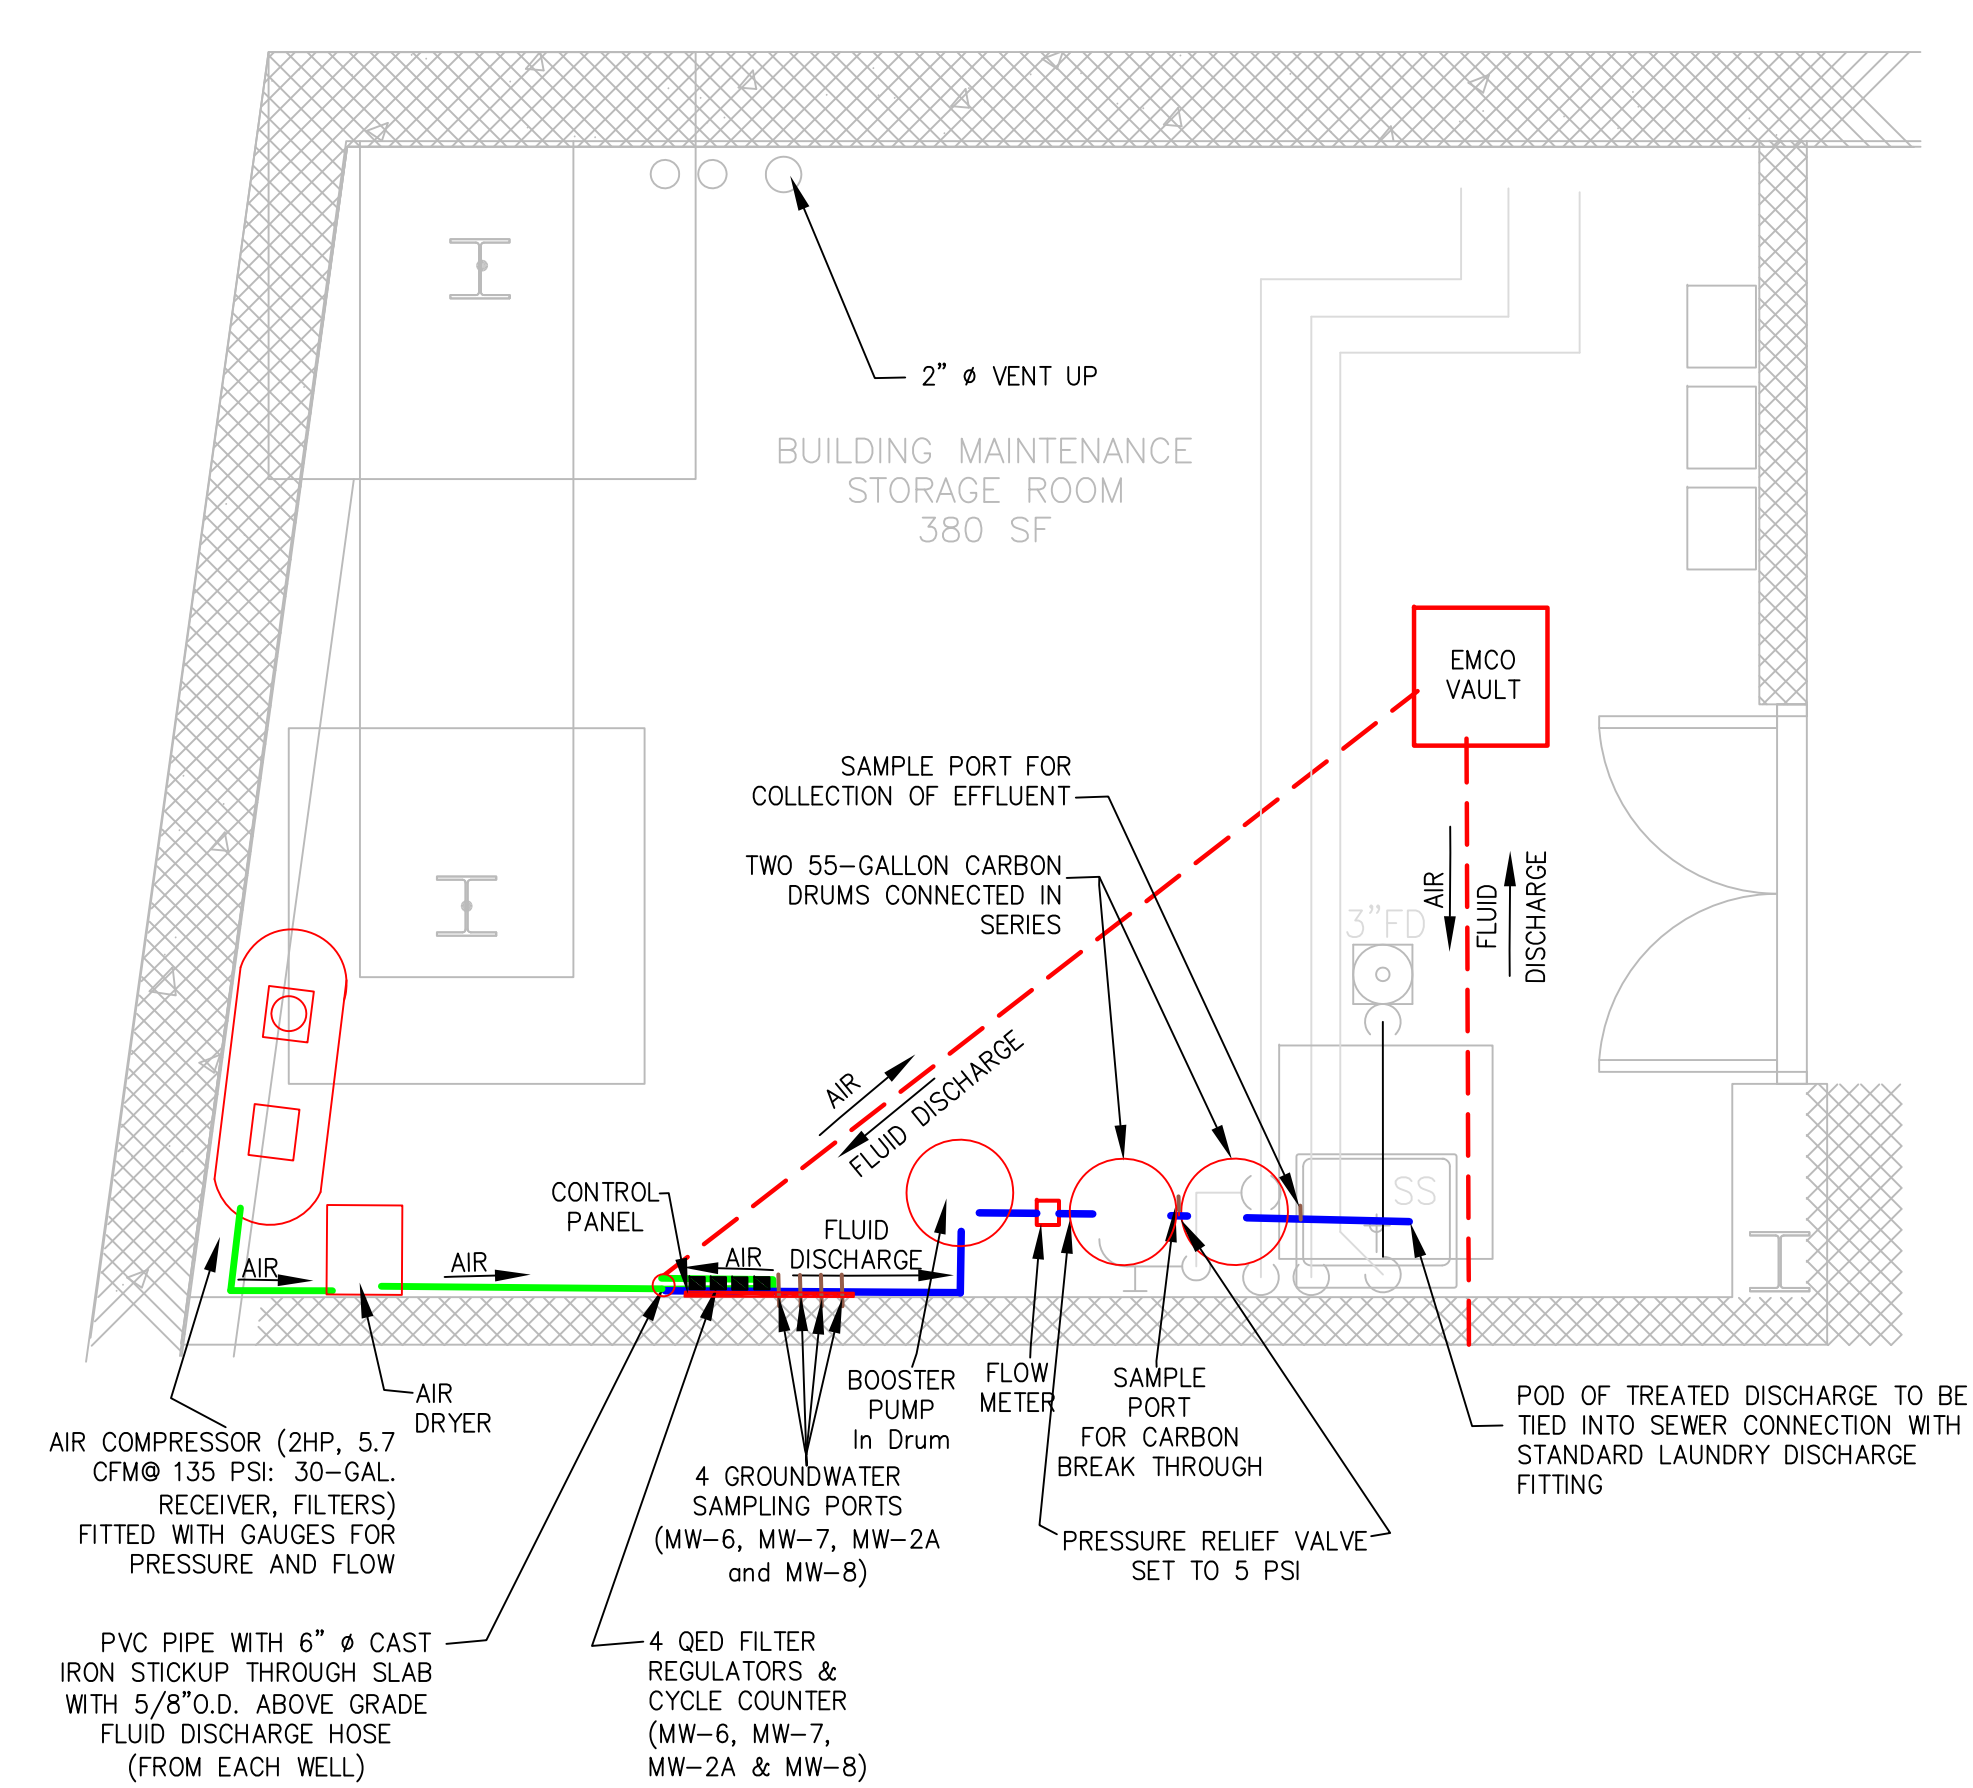 2” ø VENT UP
BUILDING MAINTENANCE
STORAGE ROOM
380 SF
EMCO
VAULT
SAMPLE PORT FOR
COLLECTION OF EFFLUENT
TWO 55-GALLON CARBON
DRUMS CONNECTED IN
SERIES
3”FD
AIR
FLUID
DISCHARGE
AIR
FLUID DISCHARGE
SS
CONTROL
PANEL
FLUID
DISCHARGE
AIR
AIR
AIR
AIR
DRYER
BOOSTER
PUMP
In Drum
FLOW
METER
SAMPLE
PORT
FOR CARBON
BREAK THROUGH
POD OF TREATED DISCHARGE TO BE
TIED INTO SEWER CONNECTION WITH
STANDARD LAUNDRY DISCHARGE
FITTING
AIR COMPRESSOR (2HP, 5.7
CFM@ 135 PSI: 30-GAL.
RECEIVER, FILTERS)
FITTED WITH GAUGES FOR
PRESSURE AND FLOW
4 GROUNDWATER
SAMPLING PORTS
(MW-6, MW-7, MW-2A
and MW-8)
PRESSURE RELIEF VALVE
SET TO 5 PSI
PVC PIPE WITH 6” ø CAST
IRON STICKUP THROUGH SLAB
WITH 5/8”O.D. ABOVE GRADE
FLUID DISCHARGE HOSE
(FROM EACH WELL)
4 QED FILTER
REGULATORS &
CYCLE COUNTER
(MW-6, MW-7,
MW-2A & MW-8)